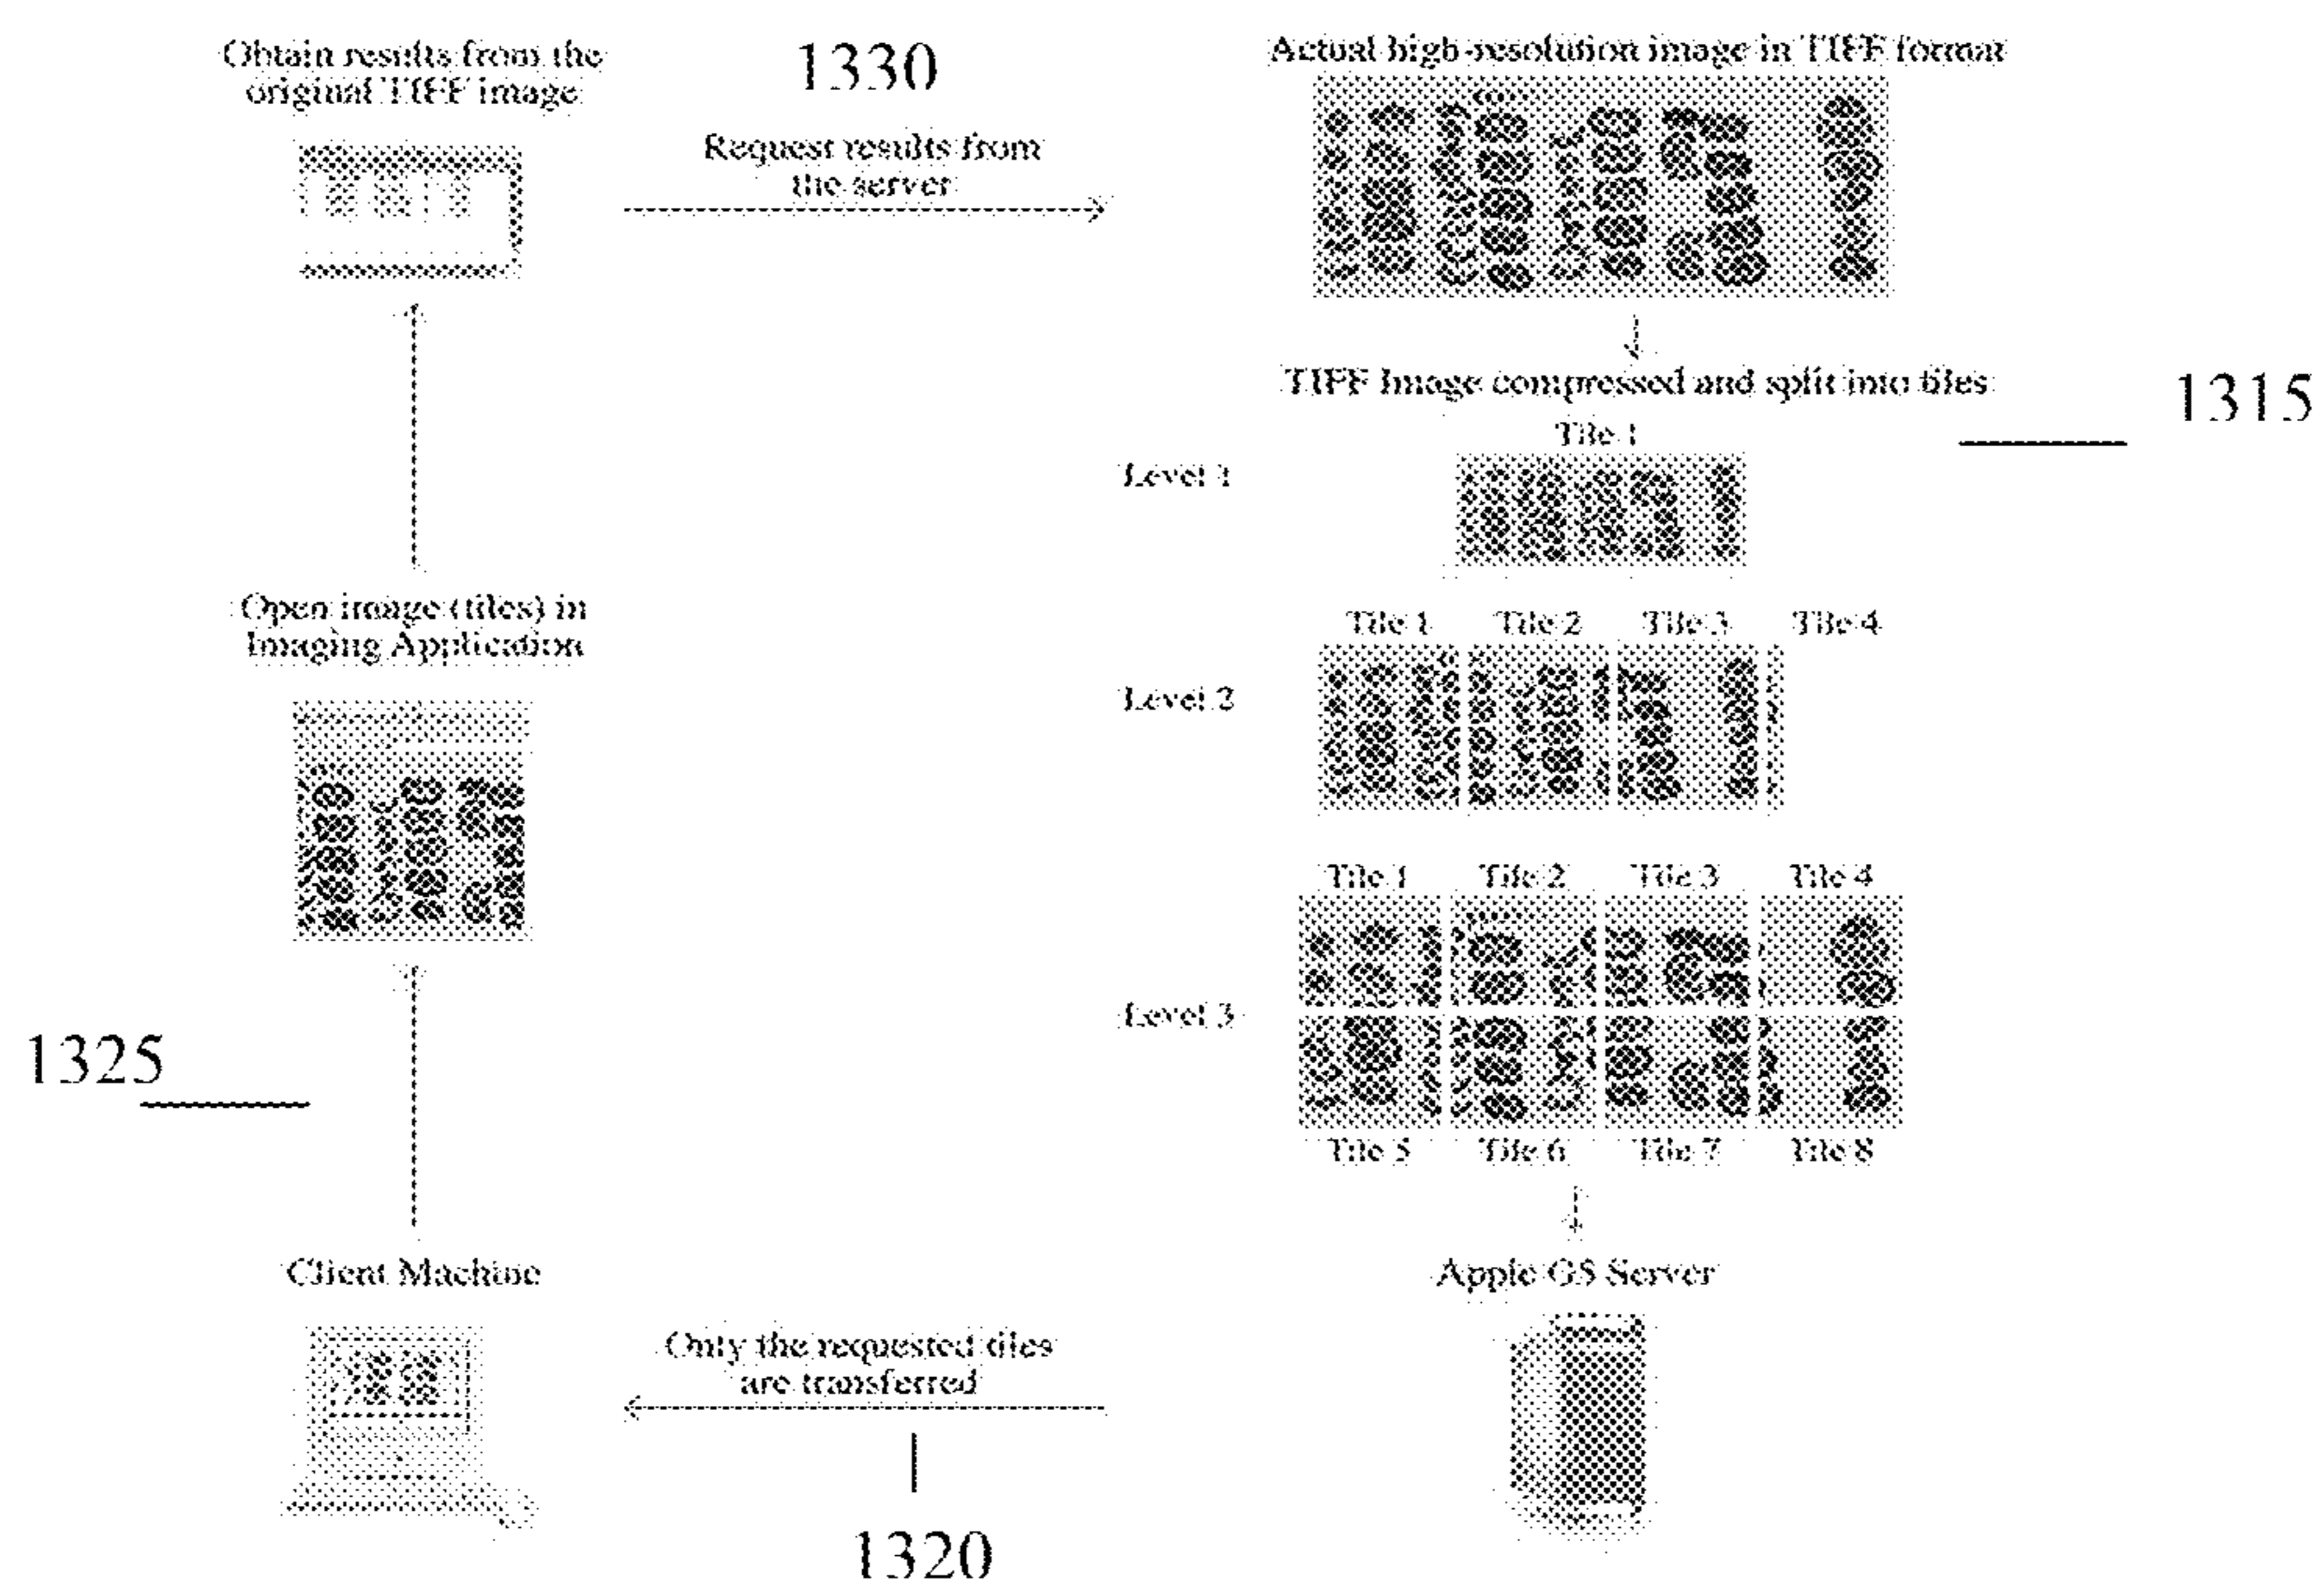 Obtain results from the
original TIFF image
1330
Request results from
the server
Actual high-resolution image in TIFF format
TIFF Image compressed and split into tiles
1315
Tile 1
Level 1
Tile 1 Tile 2 Tile 3 Tile 4
Level 2
Tile 1 Tile 2 Tile 3 Tile 4
Level 3
Tile 5 Tile 6 Tile 7 Tile 8
Open image (tiles) in
Imaging Application
1325
Client Machine
Only the requested tiles
are transferred
1320
Apple G5 Server